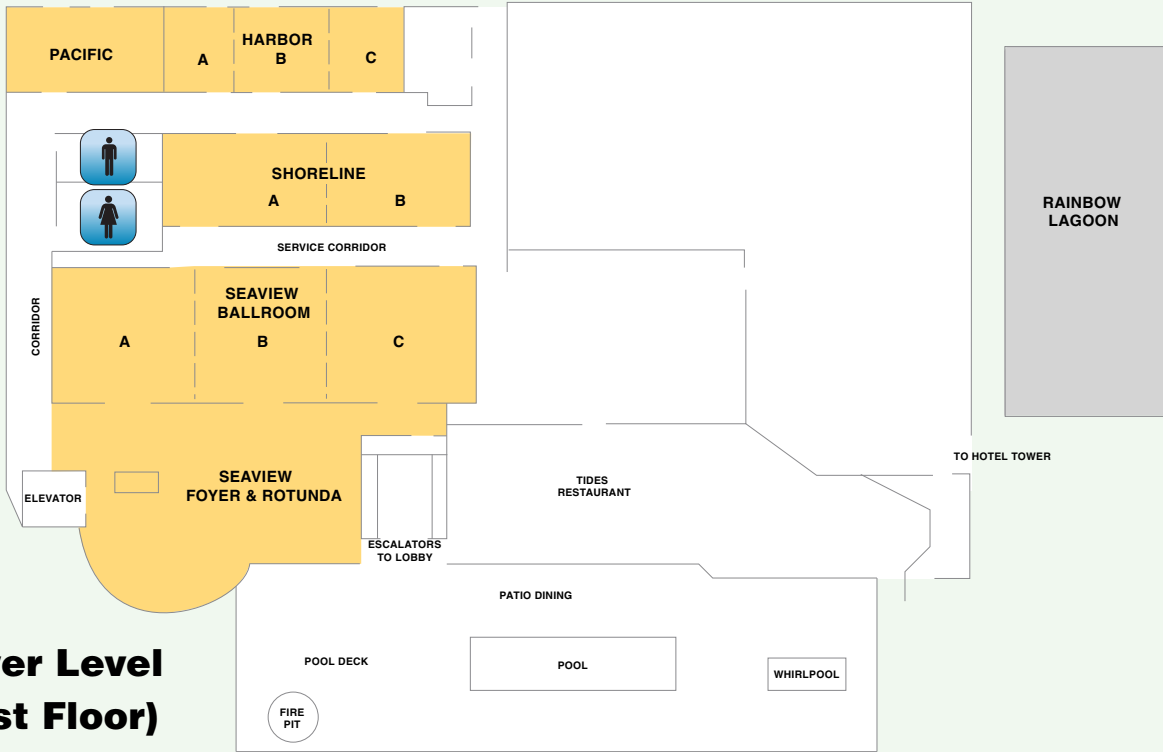 PACIFIC
HARBOR
A
B
C
SHORELINE
A
B
SERVICE CORRIDOR
CORRIDOR
SEAVIEW
BALLROOM
A
B
C
SEAVIEW
FOYER & ROTUNDA
ELEVATOR
ESCALATORS
TO LOBBY
TIDES
RESTAURANT
TO HOTEL TOWER
RAINBOW
LAGOON
PATIO DINING
POOL DECK
POOL
WHIRLPOOL
FIRE
PIT
er Level
st Floor)